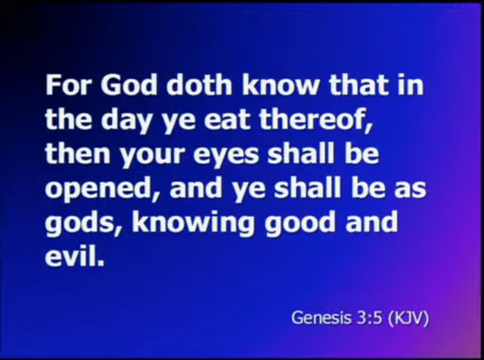 For God doth know that in
the day ye eat thereof,
then your eyes shall be
opened, and ye shall be as
gods, knowing good and
evil.
Genesis 3:5 (KJV)